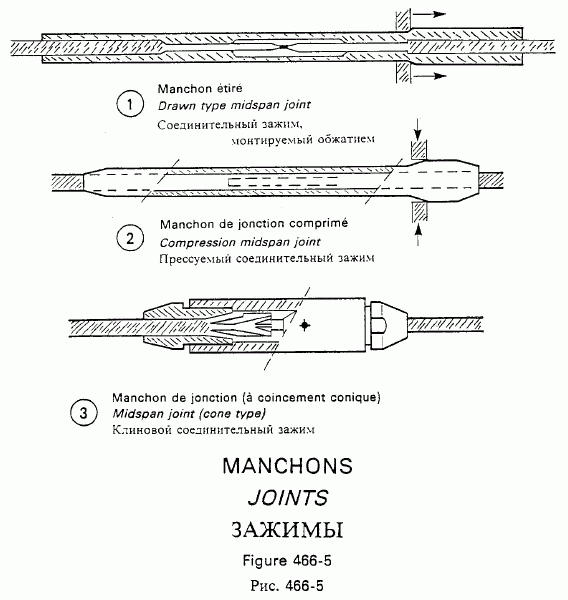 1
Manchon étiré
Drawn type midspan joint
Соединительный зажим,
монтируемый обжатием
2
Manchon de jonction comprimé
Compression midspan joint
Прессуемый соединительный зажим
3
Manchon de jonction (à coincement conique)
Midspan joint (cone type)
Клиновой соединительный зажим
MANCHONS
JOINTS
ЗАЖИМЫ
Figure 466-5
Рис. 466-5